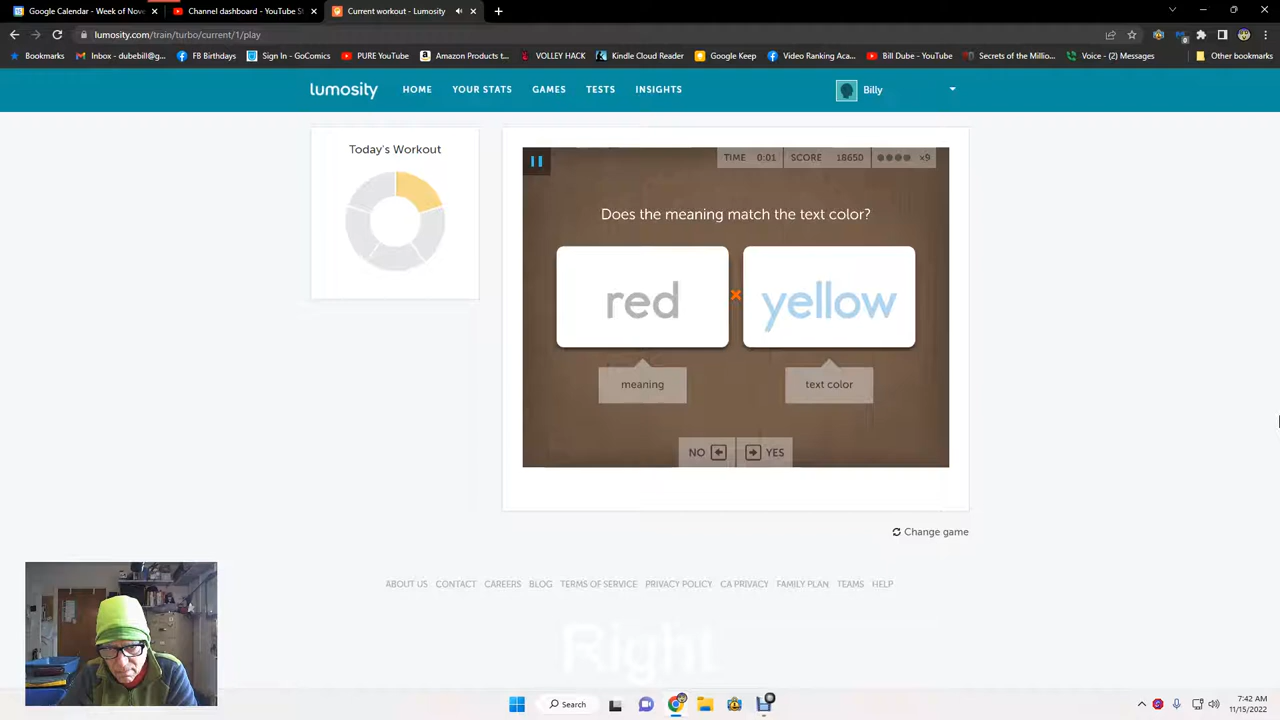 Google Calendar - Week of Nove
Channel dashboard - YouTube St
Current workout - Lumosity
lumosity.com/train/turbo/current/1/play
Bookmarks
Inbox - dubebill@g...
FB Birthdays
Sign In - GoComics
PURE YouTube
Amazon Products t...
VOLLEY HACK
Kindle Cloud Reader
Google Keep
Video Ranking Aca...
Bill Dube - YouTube
Secrets of the Millio...
Voice - (2) Messages
Other bookmarks
lumosity
HOME
YOUR STATS
GAMES
TESTS
INSIGHTS
Billy
Today's Workout
TIME 0:01
SCORE 18650
x9
Does the meaning match the text color?
red
yellow
meaning
text color
NO
YES
Change game
ABOUT US
CONTACT
CAREERS
BLOG
TERMS OF SERVICE
PRIVACY POLICY
CA PRIVACY
FAMILY PLAN
TEAMS
HELP
Right
Search
7:42 AM
11/15/2022